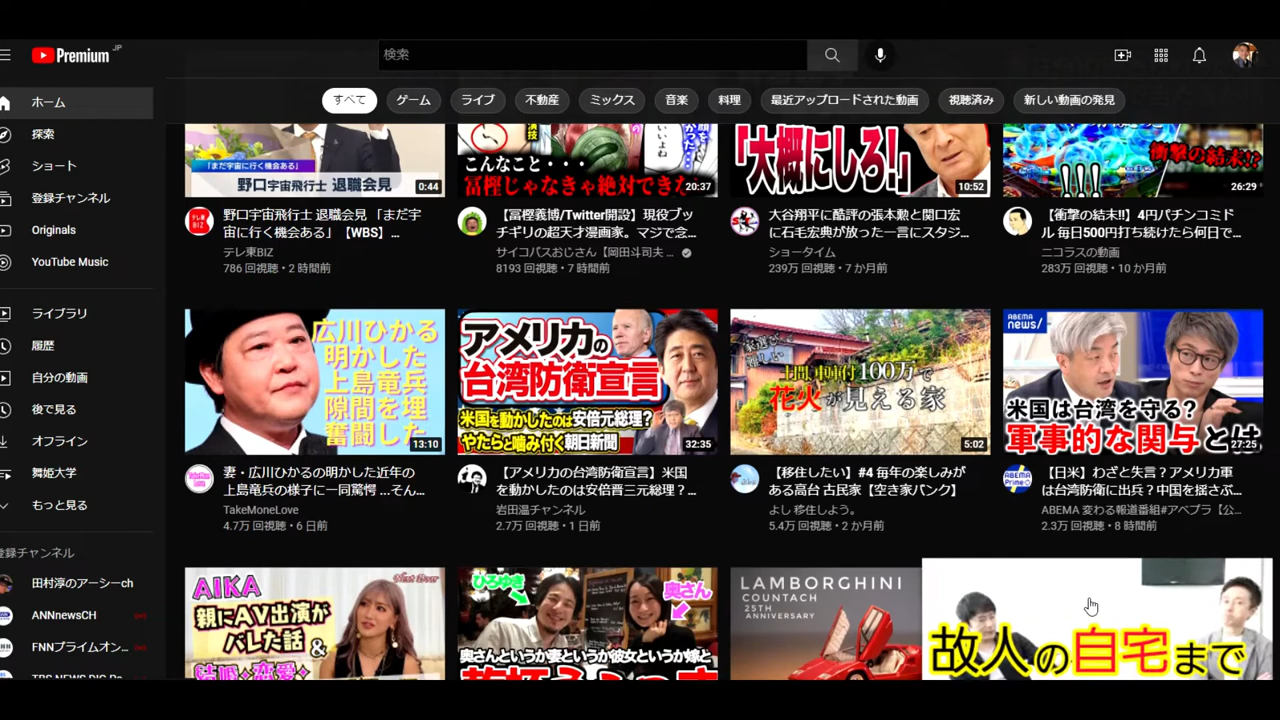 Premium JP
検索
ホーム
探索
ショート
登録チャンネル
Originals
YouTube Music
ライブラリ
履歴
自分の動画
後で見る
オフライン
舞姫大学
もっと見る
登録チャンネル
田村淳のアーシーch
ANNnewsCH
FNNプライムオン...
すべて
ゲーム
ライブ
不動産
ミックス
音楽
料理
最近アップロードされた動画
視聴済み
新しい動画の発見
「まだ宇宙に行く機会ある」
野口宇宙飛行士 退職会見
0:44
野口宇宙飛行士 退職会見 「まだ宇
宙に行く機会ある」【WBS】...
テレ東BIZ
786 回視聴・2 時間前
こんなこと・・・
冨樫じゃなきゃ絶対できな
20:37
【冨樫義博/Twitter開設】現役ブッ
チギリの超天才漫画家。マジで念...
サイコパスおじさん【岡田斗司夫 ...
8193 回視聴・7 時間前
「大概にしろ!」
10:52
大谷翔平に酷評の張本勲と関口宏
に石毛宏典が放った一言にスタジ...
ショータイム
239万 回視聴・7 か月前
衝撃の結末!?
26:29
【衝撃の結末!!】4円パチンコミド
ル 毎日500円打ち続けたら何日で...
ニコラスの動画
283万 回視聴・10 か月前
広川ひかる
明かした
上島竜兵
隙間を埋
奮闘した
13:10
妻・広川ひかるの明かした近年の
上島竜兵の様子に一同驚愕 ...そん...
TakeMoneLove
4.7万 回視聴・6 日前
アメリカの
台湾防衛宣言
米国を動かしたのは安倍元総理?
やたらと噛み付く朝日新聞
32:35
【アメリカの台湾防衛宣言】米国
を動かしたのは安倍晋三元総理?...
岩田温チャンネル
2.7万 回視聴・1 日前
土間・車庫付100万で
花火が見える家
5:02
【移住したい】#4 毎年の楽しみが
ある高台 古民家【空き家バンク】
よし 移住しよう。
5.4万 回視聴・2 か月前
ABEMA
news/
米国は台湾を守る?
軍事的な関与とは
27:25
【日米】わざと失言?アメリカ軍
は台湾防衛に出兵?中国を揺さぶ...
ABEMA 変わる報道番組#アベプラ【公...
2.3万 回視聴・8 時間前
AIKA
Next Door
親にAV出演が
バレた話
&
結婚・恋愛・
ひろゆき
奥さん
奥さんというか妻というか彼女というか嫁と
LAMBORGHINI
COUNTACH
25TH
ANNIVERSARY
故人の自宅まで